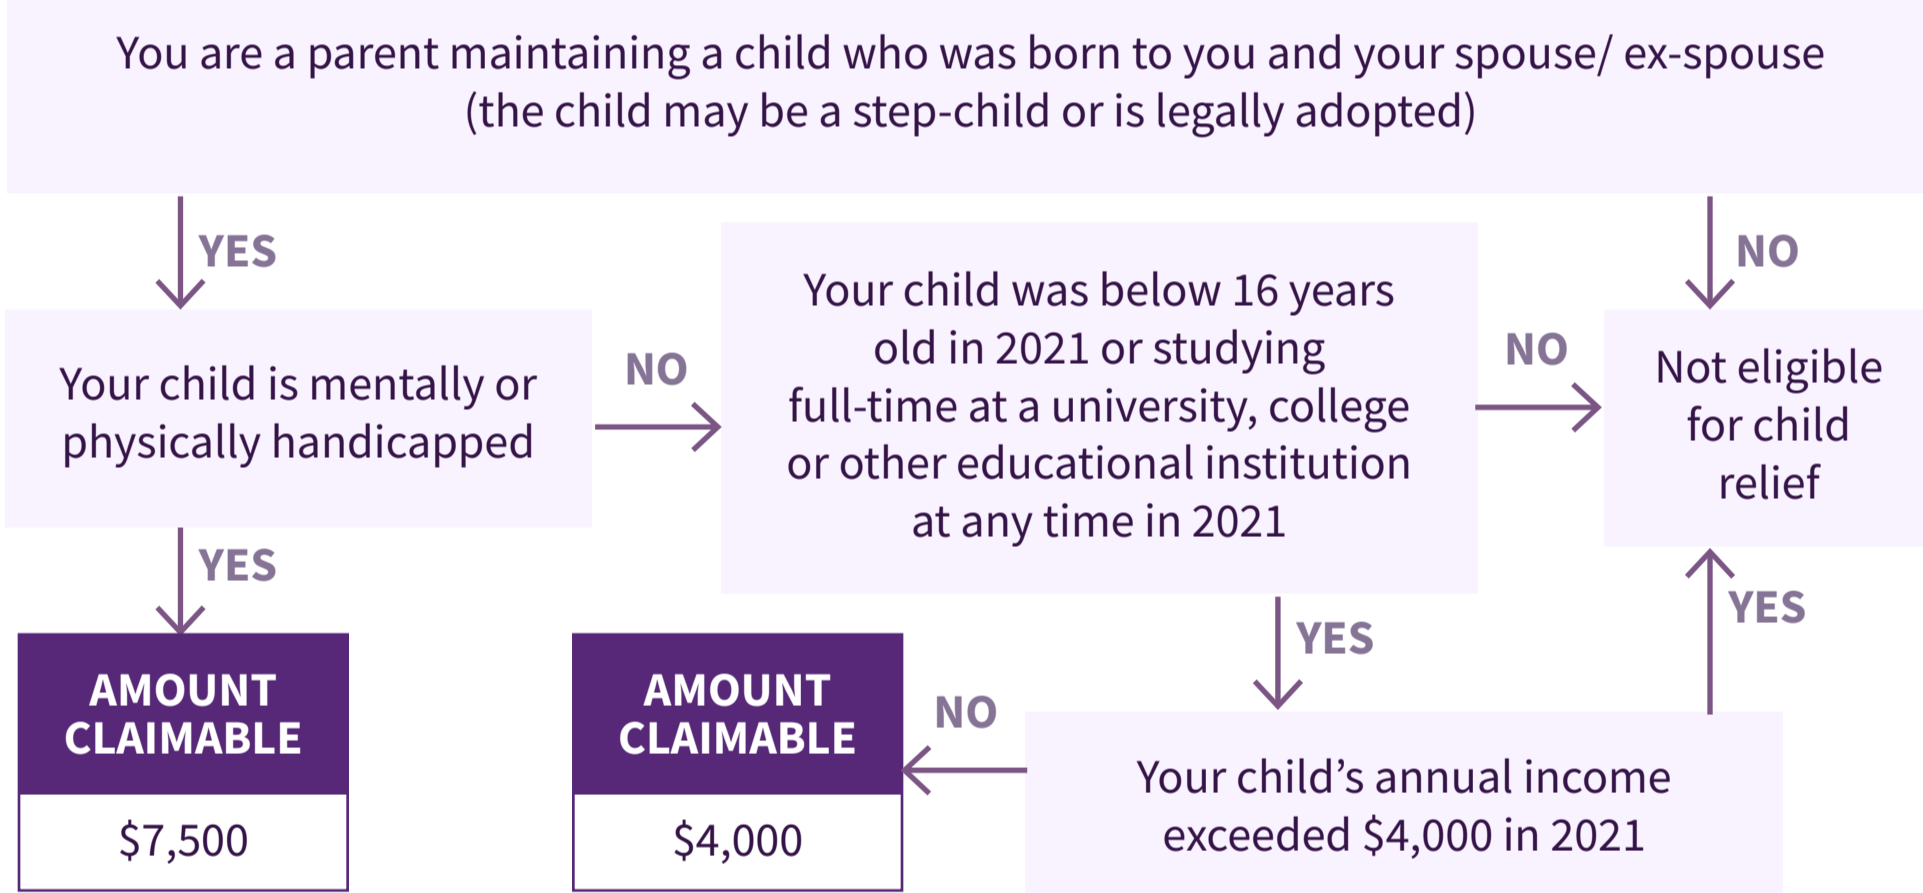 You are a parent maintaining a child who was born to you and your spouse/ ex-spouse
(the child may be a step-child or is legally adopted)
YES
NO
Your child is mentally or
physically handicapped
NO
Your child was below 16 years
old in 2021 or studying
full-time at a university, college
or other educational institution
at any time in 2021
NO
Not eligible
for child
relief
YES
YES
YES
AMOUNT
CLAIMABLE
$7,500
AMOUNT
CLAIMABLE
$4,000
NO
Your child’s annual income
exceeded $4,000 in 2021